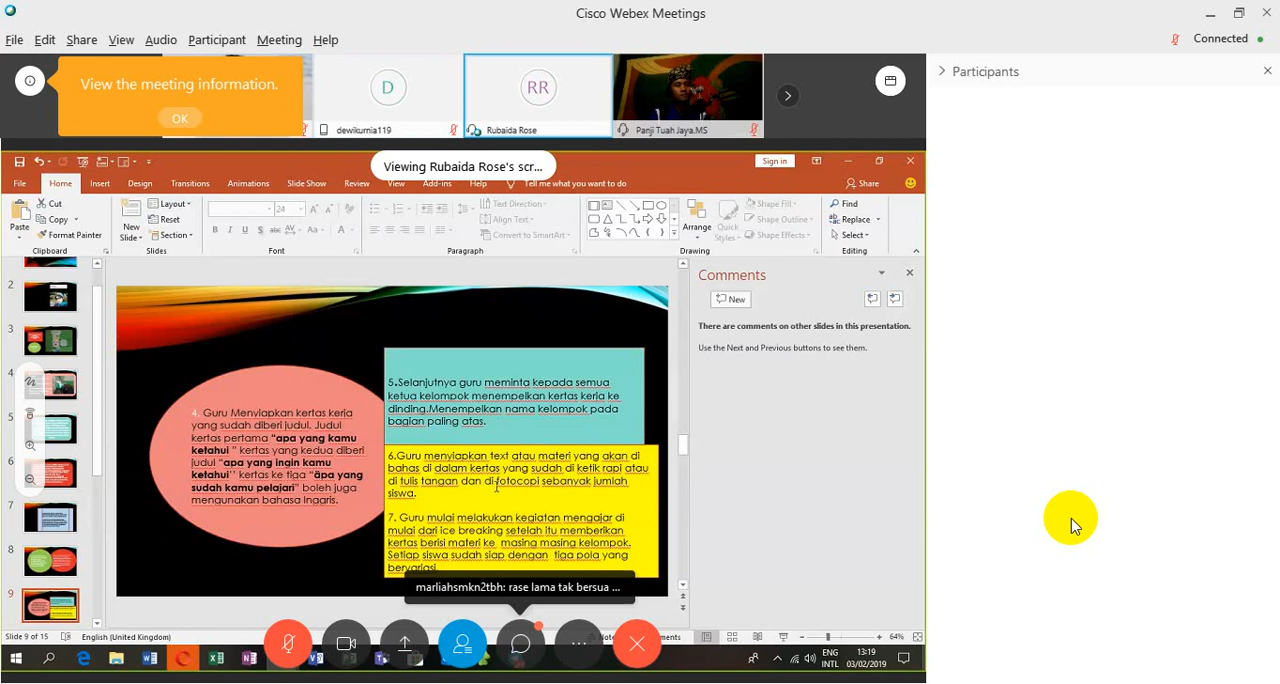 Cisco Webex Meetings
File Edit Share View Audio Participant Meeting Help
Connected
View the meeting information.
OK
D
dewikurnia119
RR
Rubaida Rose
Panji Tuah Jaya.MS
Participants
Viewing Rubaida Rose's scr...
Sign in
File Home Insert Design Transitions Animations Slide Show Review View Add-ins Help Tell me what you want to do
Share
Paste
Cut
Copy
Format Painter
Clipboard
New
Slide
Layout
Reset
Section
Slides
24
Font
Text Direction
Align Text
Convert to SmartArt
Paragraph
Arrange
Quick
Styles
Shape Fill
Shape Outline
Shape Effects
Drawing
Find
Replace
Select
Editing
2
3
4
5
6
7
8
9
4. Guru Menyiapkan kertas kerja
yang sudah diberi judul. Judul
kertas pertama “apa yang kamu
ketahui ” kertas yang kedua diberi
judul “apa yang ingin kamu
ketahui’’ kertas ke tiga “apa yang
sudah kamu pelajari” boleh juga
mengunakan bahasa Inggris.
5.Selanjutnya guru meminta kepada semua
ketua kelompok menempelkan kertas kerja ke
dinding.Menempelkan nama kelompok pada
bagian paling atas.
6.Guru menyiapkan text atau materi yang akan di
bahas di dalam kertas yang sudah di ketik rapi atau
di tulis tangan dan di fotocopi sebanyak jumlah
siswa.
7. Guru mulai melakukan kegiatan mengajar di
mulai dari ice breaking setelah itu memberikan
kertas berisi materi ke masing masing kelompok.
Setiap siswa sudah siap dengan tiga pola yang
bervariasi.
Comments
New
There are comments on other slides in this presentation.
Use the Next and Previous buttons to see them.
marliahsmkn2tbh: rase lama tak bersua ...
Slide 9 of 15
English (United Kingdom)
64%
ENG
INTL
13:19
03/02/2019